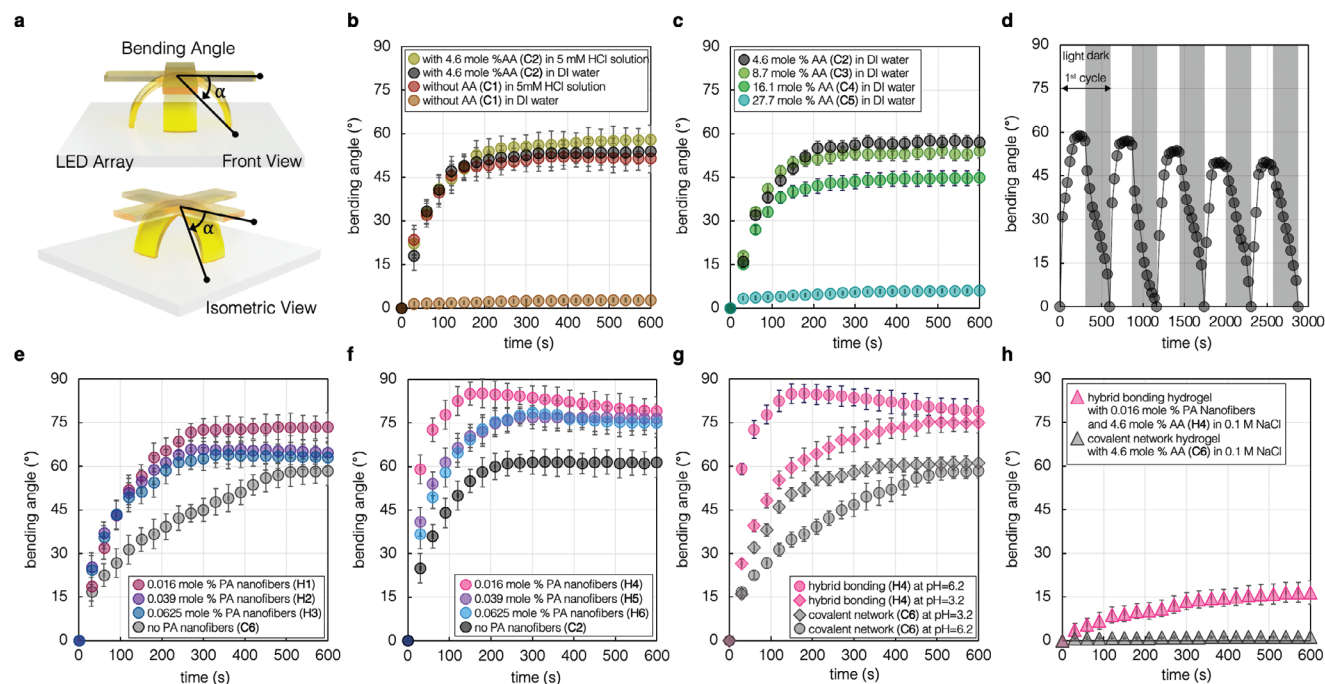 a
Bending Angle
α
LED Array
Front View
α
Isometric View
b
90
75
60
45
30
15
0
bending angle (°)
with 4.6 mole %AA (C2) in 5 mM HCl solution
with 4.6 mole %AA (C2) in DI water
without AA (C1) in 5mM HCl solution
without AA (C1) in DI water
0 100 200 300 400 500 600
time (s)
c
90
75
60
45
30
15
0
bending angle (°)
4.6 mole % AA (C2) in DI water
8.7 mole % AA (C3) in DI water
16.1 mole % AA (C4) in DI water
27.7 mole % AA (C5) in DI water
0 100 200 300 400 500 600
time (s)
d
90
75
60
45
30
15
0
bending angle (°)
light dark
1st cycle
0 500 1000 1500 2000 2500 3000
time (s)
e
90
75
60
45
30
15
0
bending angle (°)
0.016 mole % PA nanofibers (H1)
0.039 mole % PA nanofibers (H2)
0.0625 mole % PA nanofibers (H3)
no PA nanofibers (C6)
0 100 200 300 400 500 600
time (s)
f
90
75
60
45
30
15
0
bending angle (°)
0.016 mole % PA nanofibers (H4)
0.039 mole % PA nanofibers (H5)
0.0625 mole % PA nanofibers (H6)
no PA nanofibers (C2)
0 100 200 300 400 500 600
time (s)
g
90
75
60
45
30
15
0
bending angle (°)
hybrid bonding (H4) at pH=6.2
hybrid bonding (H4) at pH=3.2
covalent network (C6) at pH=3.2
covalent network (C6) at pH=6.2
0 100 200 300 400 500 600
time (s)
h
90
75
60
45
30
15
0
bending angle (°)
hybrid bonding hydrogel
with 0.016 mole % PA Nanofibers
and 4.6 mole % AA (H4) in 0.1 M NaCl
covalent network hydrogel
with 4.6 mole % AA (C6) in 0.1 M NaCl
0 100 200 300 400 500 600
time (s)